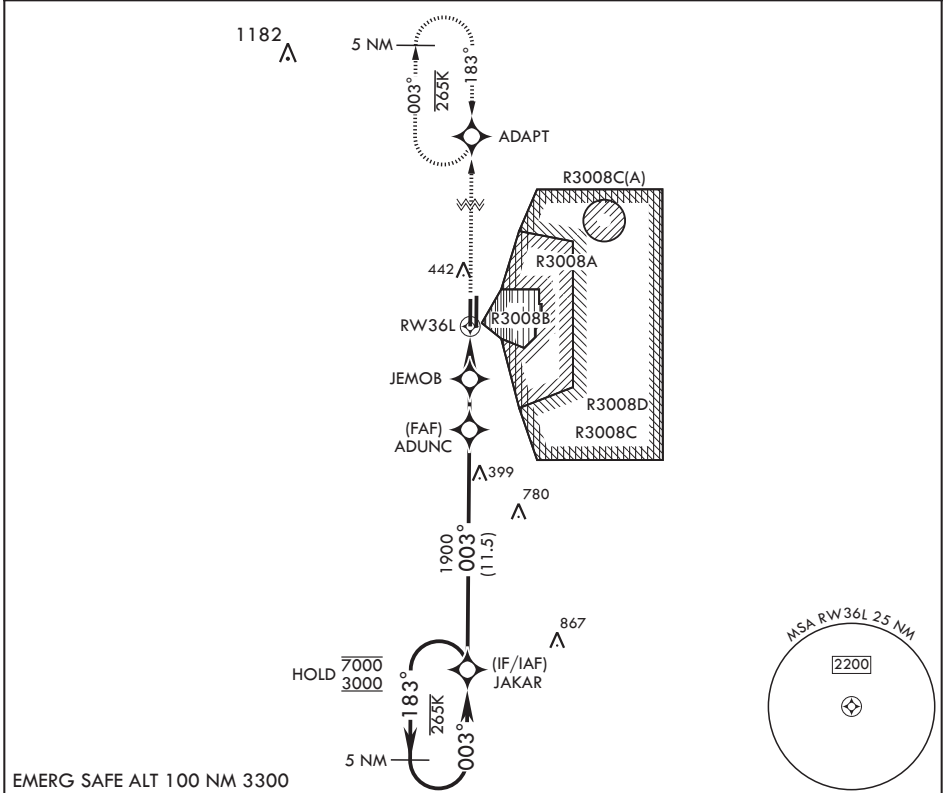 1182
5 NM
003°
265K
183°
ADAPT
R3008C(A)
R3008A
442
RW36L
R3008B
JEMOB
R3008D
(FAF)
ADUNC
R3008C
399
780
1900
003°
(11.5)
867
MSA RW36L 25 NM
2200
HOLD 7000
3000
(IF/IAF)
JAKAR
183°
265K
003°
5 NM
EMERG SAFE ALT 100 NM 3300